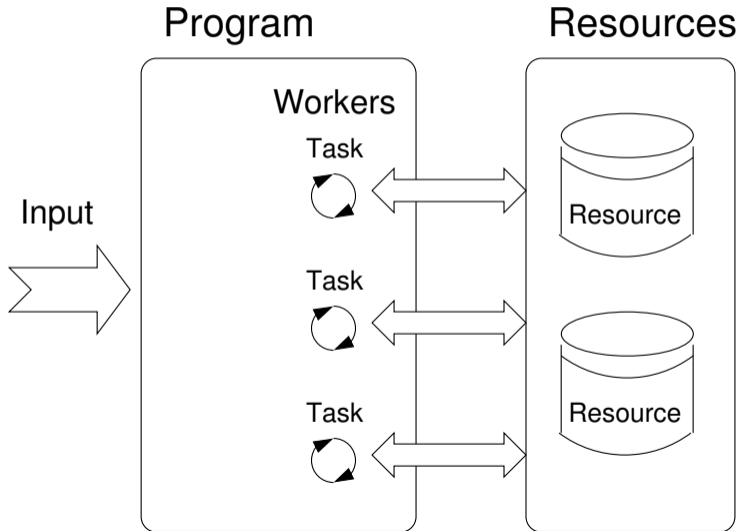 Program
Resources
Workers
Task
Input
Resource
Task
Task
Resource